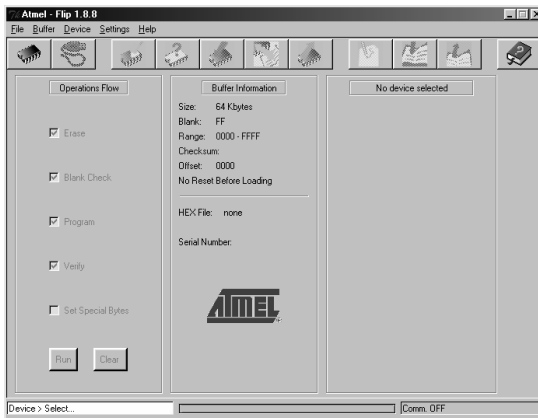 Atmel - Flip 1.8.8
File Buffer Device Settings Help
Operations Flow
Erase
Blank Check
Program
Verify
Set Special Bytes
Run Clear
Buffer Information
Size: 64 Kbytes
Blank: FF
Range: 0000 - FFFF
Checksum:
Offset: 0000
No Reset Before Loading
HEX File: none
Serial Number:
ATMEL
No device selected
Device > Select...
Comm. OFF